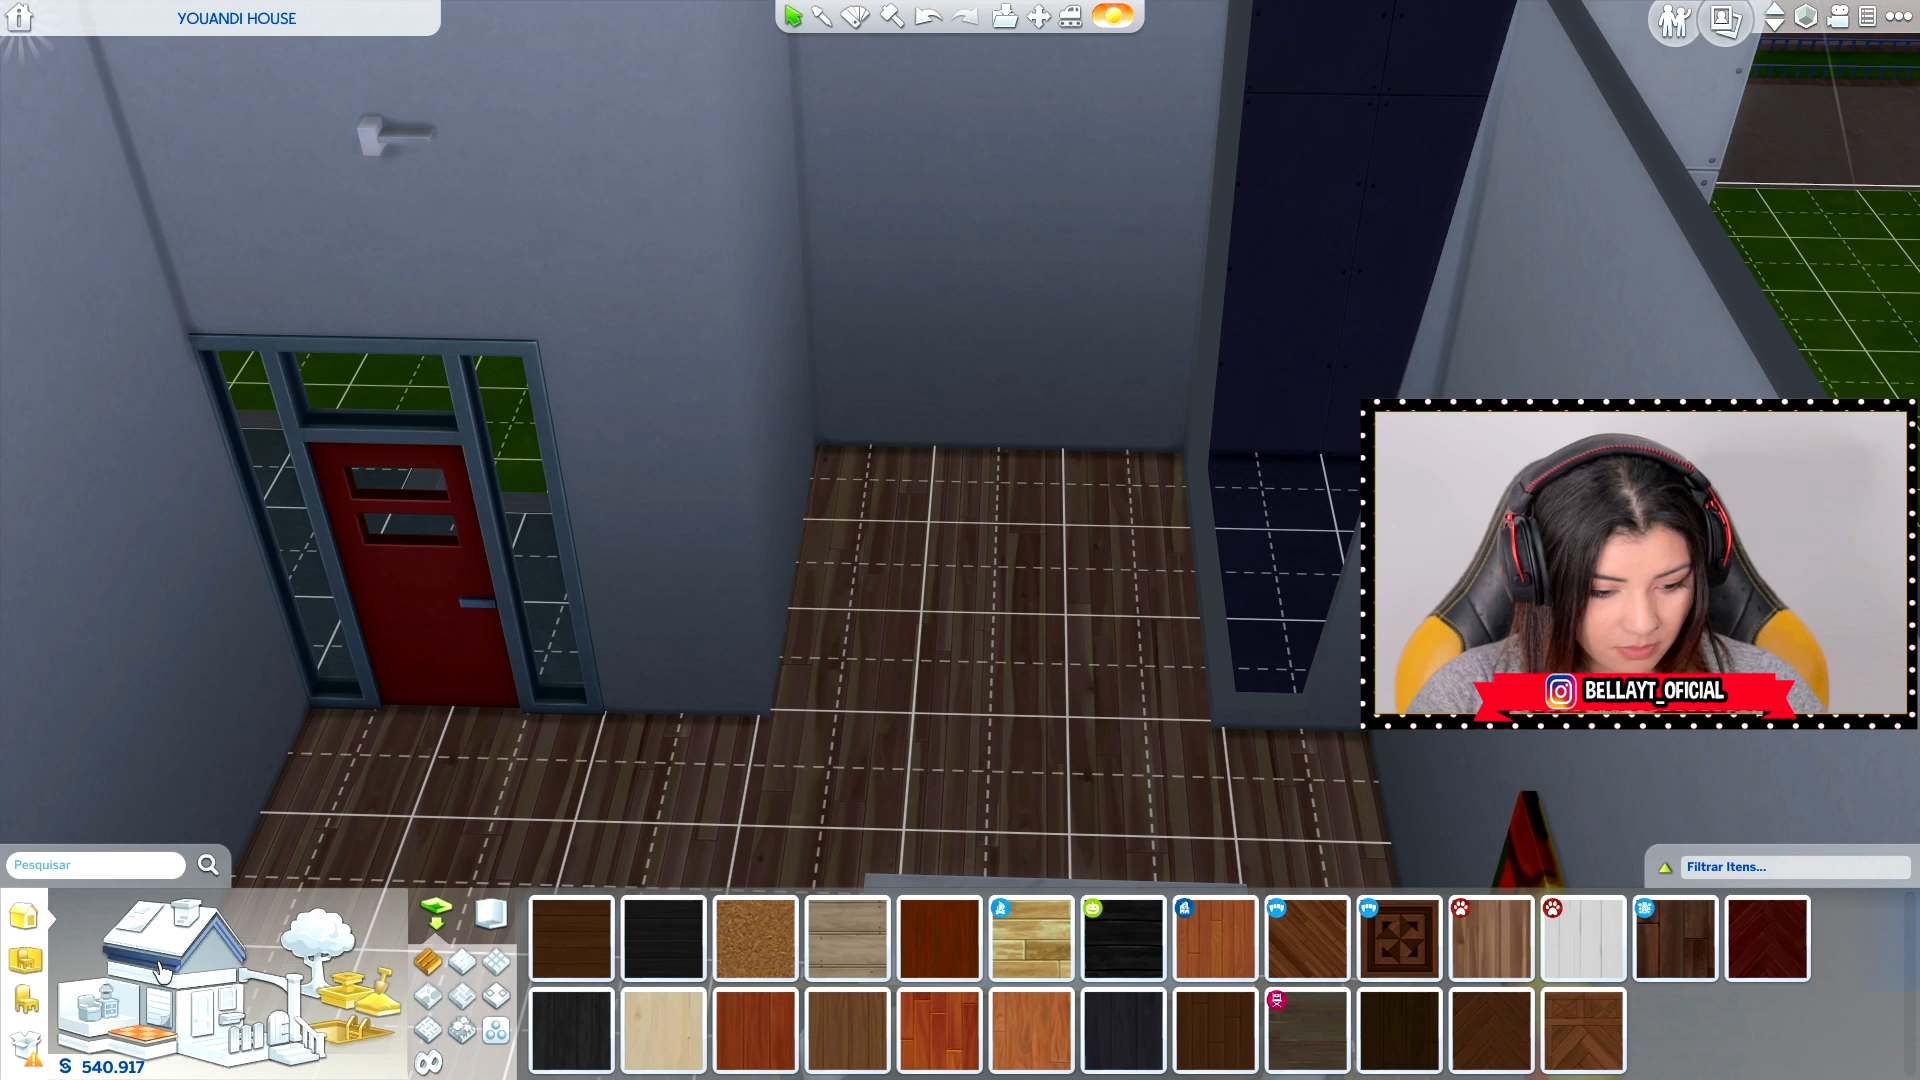 YOUANDI HOUSE
BELLAYT_OFICIAL
Pesquisar
Filtrar Itens...
§ 540.917